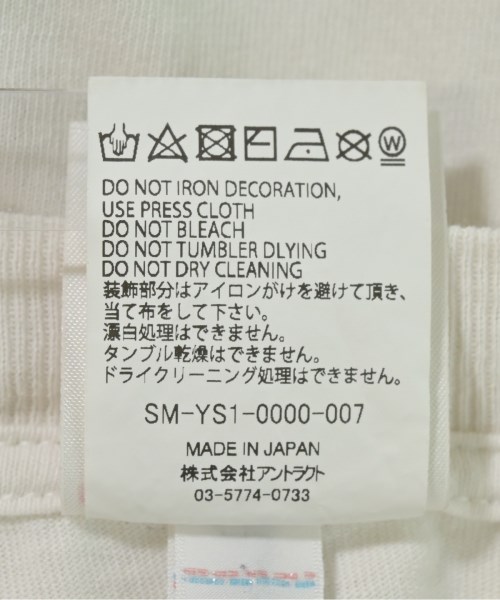 W
DO NOT IRON DECORATION,
USE PRESS CLOTH
DO NOT BLEACH
DO NOT TUMBLER DLYING
DO NOT DRY CLEANING
装飾部分はアイロンがけを避けて頂き、
当て布をして下さい。
漂白処理はできません。
タンブル乾燥はできません。
ドライクリーニング処理はできません。
SM-YS1-0000-007
MADE IN JAPAN
株式会社アントラクト
03-5774-0733